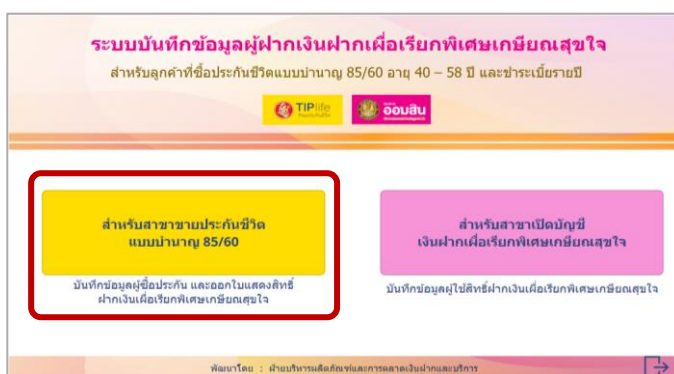 ระบบบันทึกข้อมูลผู้ฝากเงินฝากเผื่อเรียกพิเศษเกษียณสุขใจ
สำหรับลูกค้าที่ซื้อประกันชีวิตแบบบำนาญ 85/60 อายุ 40 – 58 ปี และชำระเบี้ยรายปี
TIPlife
ออมสิน
สำหรับสาขาขายประกันชีวิต
แบบบำนาญ 85/60
สำหรับสาขาเปิดบัญชี
เงินฝากเผื่อเรียกพิเศษเกษียณสุขใจ
บันทึกข้อมูลผู้ซื้อประกัน และออกใบแสดงสิทธิ์
ฝากเงินเผื่อเรียกพิเศษเกษียณสุขใจ
บันทึกข้อมูลผู้ใช้สิทธิ์ฝากเงินเผื่อเรียกพิเศษเกษียณสุขใจ
พัฒนาโดย : ฝ่ายบริหารผลิตภัณฑ์และการตลาดเงินฝากและบริการ